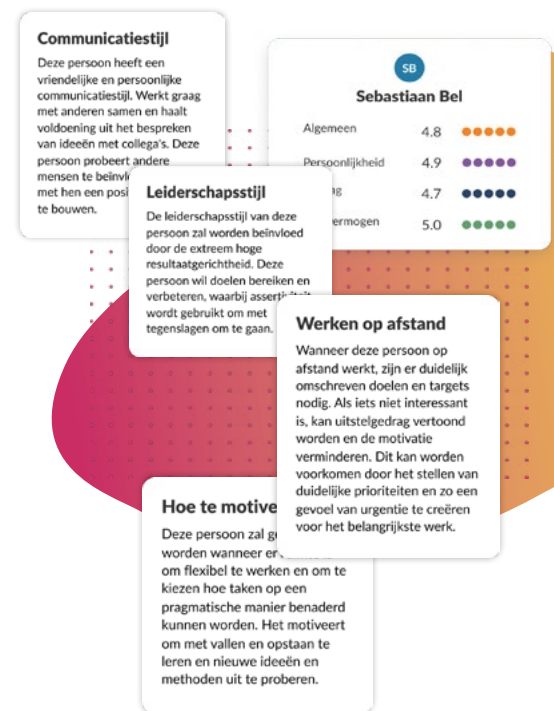 Communicatiestijl
Deze persoon heeft een
vriendelijke en persoonlijke
communicatiestijl. Werkt graag
met anderen samen en haalt
voldoening uit het bespreken
van ideeën met collega's. Deze
persoon probeert andere
mensen te
met hen een
te bouwen.
SB
Sebastiaan Bel
Algemeen 4.8
Persoonlijkheid 4.9
4.7
5.0
Leiderschapsstijl
De leiderschapsstijl van deze
persoon zal worden beïnvloed
door de extreem hoge
resultaatgerichtheid. Deze
persoon wil doelen bereiken en
verbeteren, waarbij assertiviteit
wordt gebruikt om met
tegenslagen om te gaan.
Werken op afstand
Wanneer deze persoon op
afstand werkt, zijn er duidelijk
omschreven doelen en targets
nodig. Als iets niet interessant
is, kan uitstelgedrag vertoond
worden en de motivatie
verminderen. Dit kan worden
voorkomen door het stellen van
duidelijke prioriteiten en zo een
gevoel van urgentie te creëren
voor het belangrijkste werk.
Hoe te
Deze persoon zal
worden wanneer er
om flexibel te werken en om te
kiezen hoe taken op een
pragmatische manier benaderd
kunnen worden. Het motiveert
om met vallen en opstaan te
leren en nieuwe ideeën en
methoden uit te proberen.